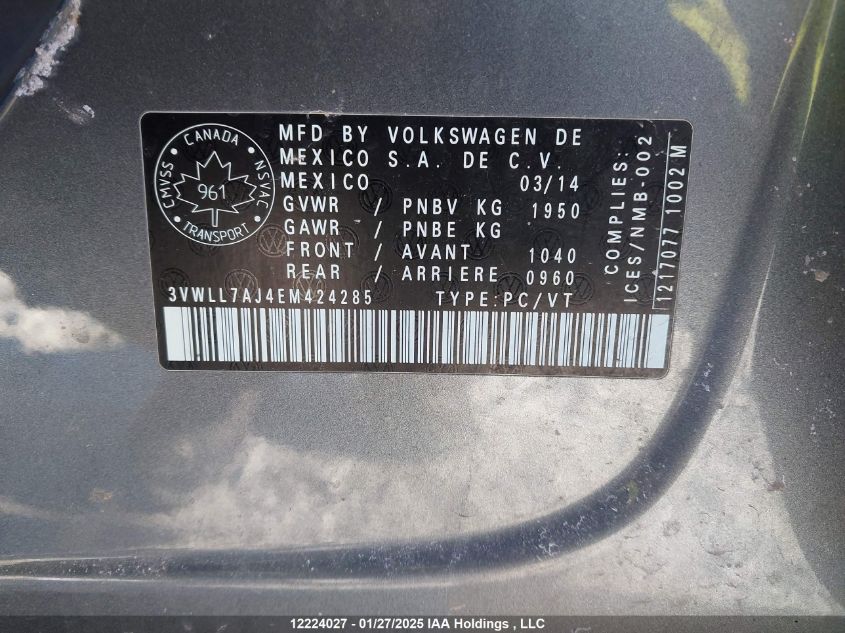 CANADA
CMVSS
961
NSVAC
TRANSPORT
MFD BY VOLKSWAGEN DE
MEXICO S.A. DE C.V.
MEXICO 03/14
GVWR / PNBV KG 1950
GAWR / PNBE KG
FRONT / AVANT 1040
REAR / ARRIERE 0960
3VWLL7AJ4EM424285 TYPE:PC/VT
COMPLIES:
ICES/NMB-002
1217077 1002 M
12224027 - 01/27/2025 IAA Holdings , LLC